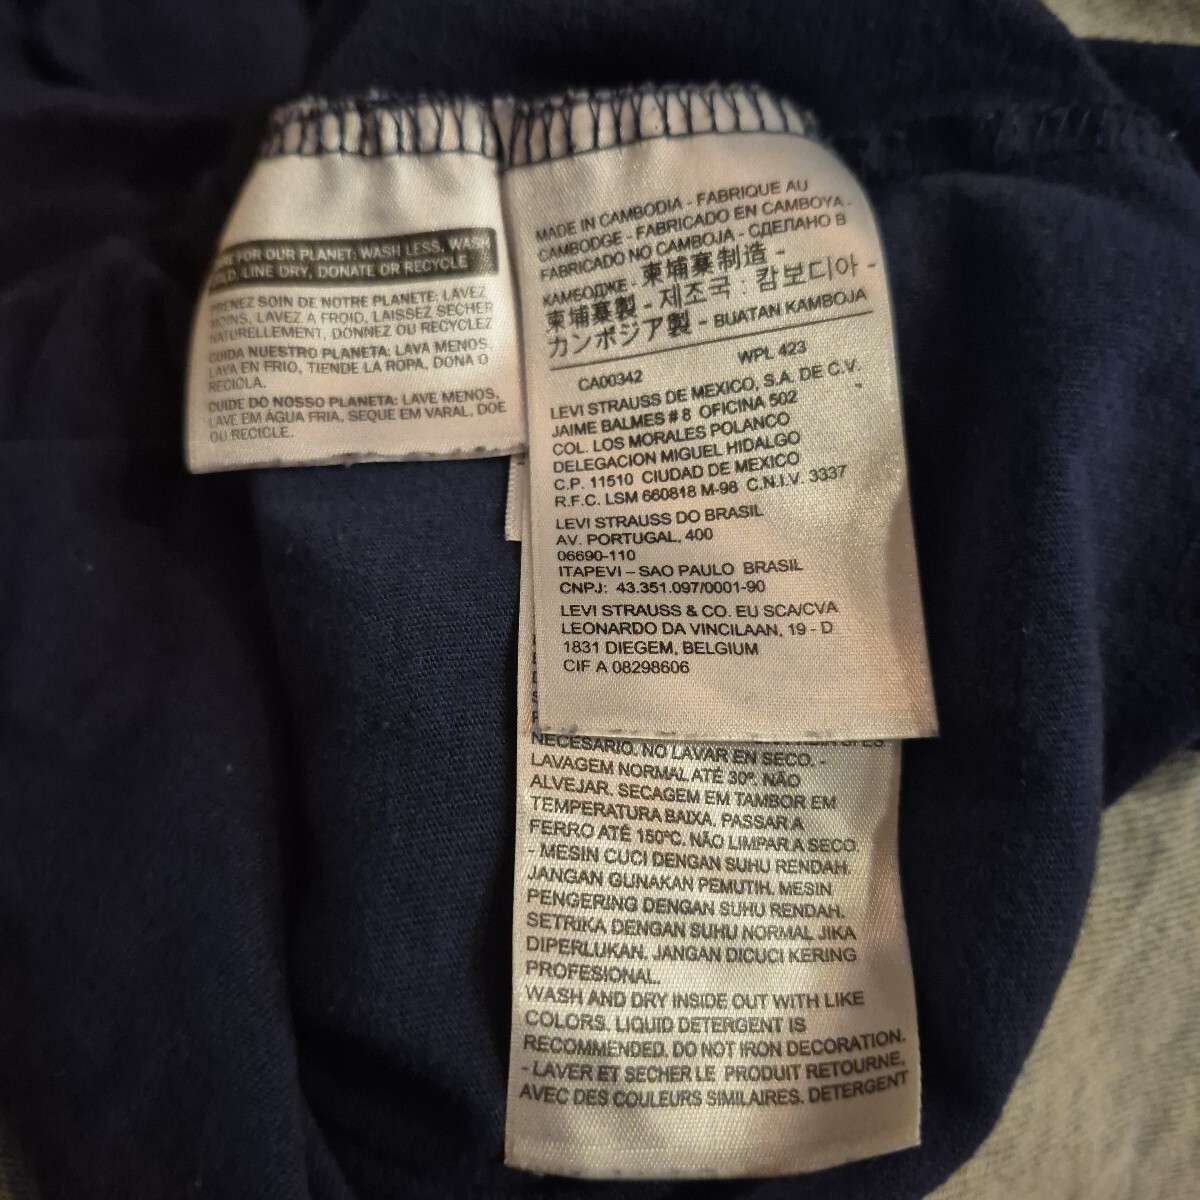 FOR OUR PLANET: WASH LESS, WASH
COLD, LINE DRY, DONATE OR RECYCLE
PRENEZ SOIN DE NOTRE PLANETE: LAVEZ
MOINS, LAVEZ A FROID, LAISSEZ SECHER
NATURELLEMENT, DONNEZ OU RECYCLEZ
CUIDA NUESTRO PLANETA: LAVA MENOS,
LAVA EN FRIO, TIENDE LA ROPA, DONA O
RECICLA.
CUIDE DO NOSSO PLANETA: LAVE MENOS,
LAVE EM ÁGUA FRIA, SEQUE EM VARAL, DOE
OU RECICLE.
MADE IN CAMBODIA - FABRIQUE AU
CAMBODGE - FABRICADO EN CAMBOYA -
FABRICADO NO CAMBOJA - СДЕЛАНО В
КАМБОДЖЕ - 柬埔寨制造 -
柬埔寨製 - 제조국 : 캄보디아 -
カンボジア製 - BUATAN KAMBOJA
CA00342 WPL 423
LEVI STRAUSS DE MEXICO, S.A. DE C.V.
JAIME BALMES # 8 OFICINA 502
COL. LOS MORALES POLANCO
DELEGACION MIGUEL HIDALGO
C.P. 11510 CIUDAD DE MEXICO
R.F.C. LSM 660818 M-98 C.N.I.V. 3337
LEVI STRAUSS DO BRASIL
AV. PORTUGAL, 400
06690-110
ITAPEVI – SAO PAULO BRASIL
CNPJ: 43.351.097/0001-90
LEVI STRAUSS & CO. EU SCA/CVA
LEONARDO DA VINCILAAN, 19 - D
1831 DIEGEM, BELGIUM
CIF A 08298606
NECESARIO. NO LAVAR EN SECO. -
LAVAGEM NORMAL ATÉ 30º. NÃO
ALVEJAR. SECAGEM EM TAMBOR EM
TEMPERATURA BAIXA. PASSAR A
FERRO ATÉ 150ºC. NÃO LIMPAR A SECO.
- MESIN CUCI DENGAN SUHU RENDAH.
JANGAN GUNAKAN PEMUTIH. MESIN
PENGERING DENGAN SUHU RENDAH.
SETRIKA DENGAN SUHU NORMAL JIKA
DIPERLUKAN. JANGAN DICUCI KERING
PROFESIONAL.
WASH AND DRY INSIDE OUT WITH LIKE
COLORS. LIQUID DETERGENT IS
RECOMMENDED. DO NOT IRON DECORATION.
- LAVER ET SECHER LE PRODUIT RETOURNE,
AVEC DES COULEURS SIMILAIRES. DETERGENT